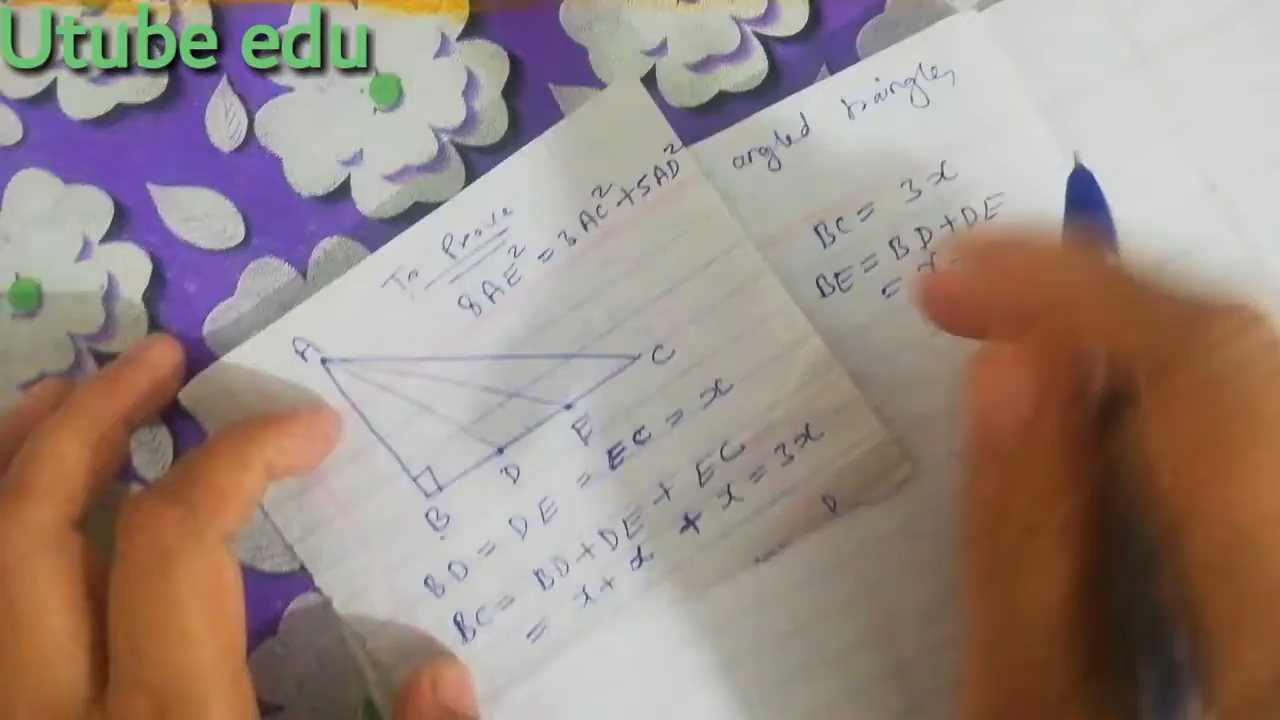 Utube edu
To Prove
8AE² = 3AC² + 5AD²
A
C
E
D
B
BD = DE = EC = x
BC = BD + DE + EC
= x + x + x = 3x
D
angled triangles,
BC = 3x
BE = BD + DE
= x